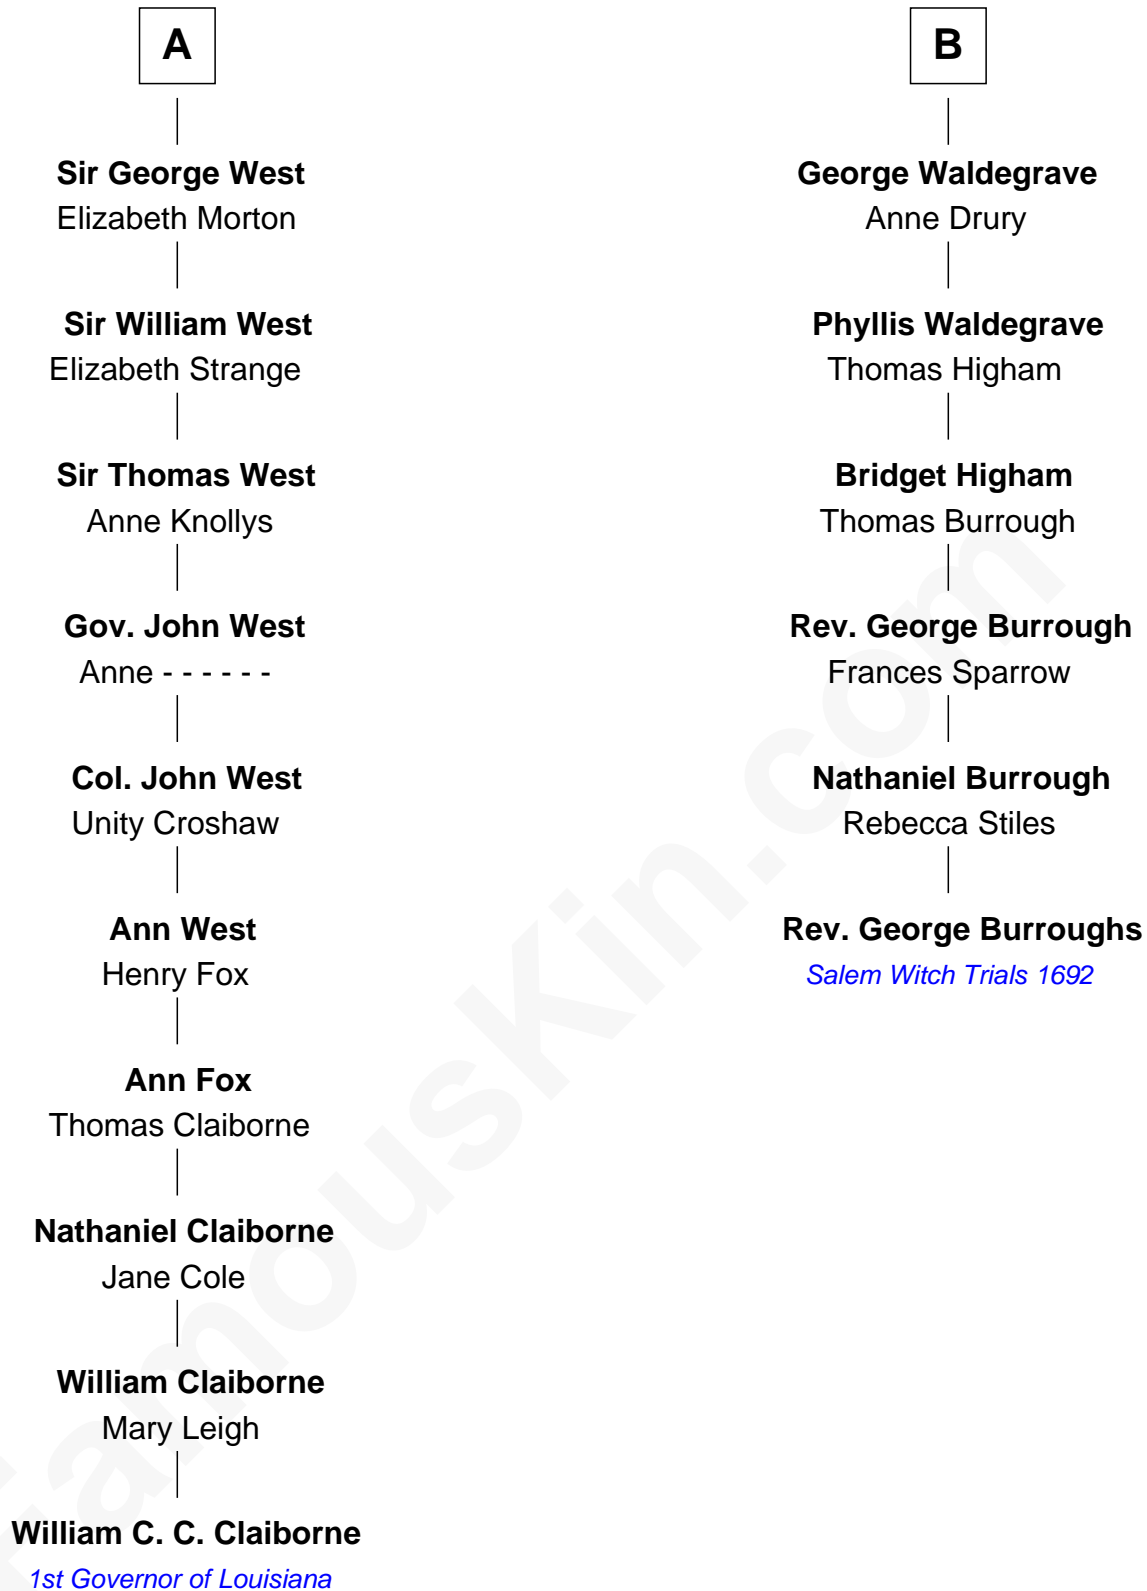 A
Sir George West
Elizabeth Morton
Sir William West
Elizabeth Strange
Sir Thomas West
Anne Knollys
Gov. John West
Anne - - - - - -
Col. John West
Unity Croshaw
Ann West
Henry Fox
Ann Fox
Thomas Claiborne
Nathaniel Claiborne
Jane Cole
William Claiborne
Mary Leigh
William C. C. Claiborne
1st Governor of Louisiana
B
George Waldegrave
Anne Drury
Phyllis Waldegrave
Thomas Higham
Bridget Higham
Thomas Burrough
Rev. George Burrough
Frances Sparrow
Nathaniel Burrough
Rebecca Stiles
Rev. George Burroughs
Salem Witch Trials 1692
FamousKin.com